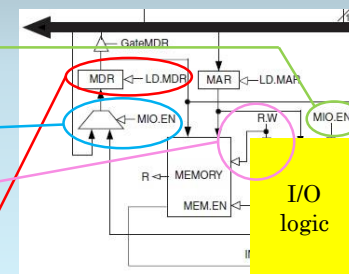 GateMDR
MDR
LD.MDR
MAR
LD.MAR
MIO.EN
R.W
MIO.EN
R
MEMORY
MEM.EN
I/O
logic